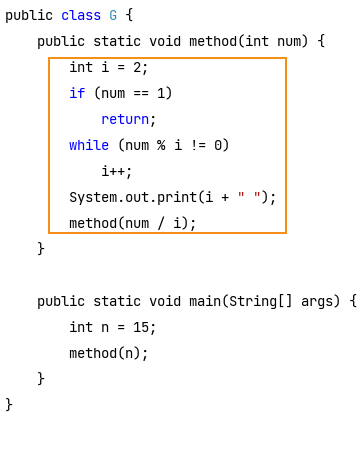 public class G {
    public static void method(int num) {
        int i = 2;
        if (num == 1)
            return;
        while (num % i != 0)
            i++;
        System.out.print(i + " ");
        method(num / i);
    }

    public static void main(String[] args) {
        int n = 15;
        method(n);
    }
}